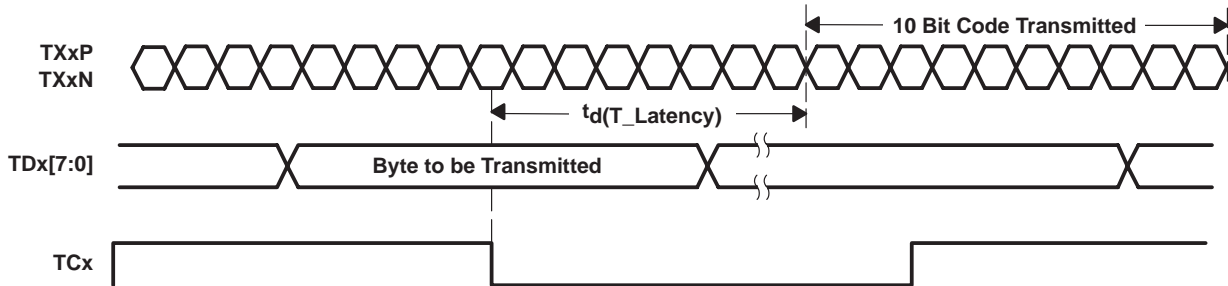 10 Bit Code Transmitted
TXxP
TXxN
td(T_Latency)
TDx[7:0]
Byte to be Transmitted
TCx